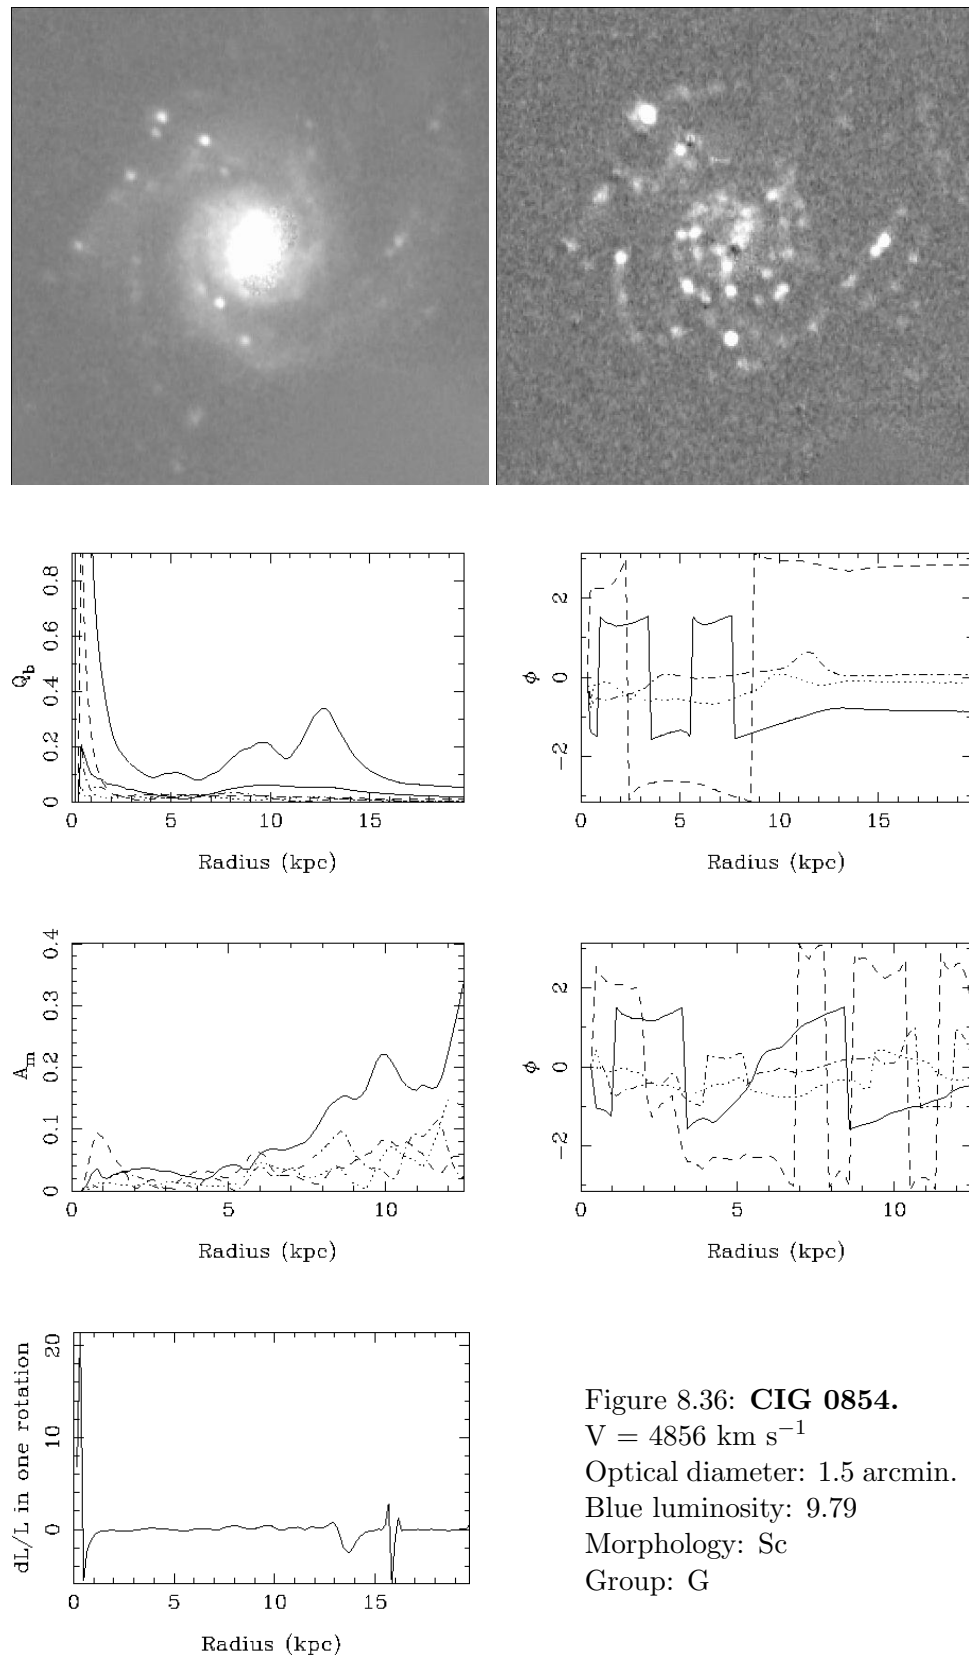 0.8
0.6
0.4
0.2
0
Q_b
0 5 10 15
Radius (kpc)
2
0
−2
ϕ
0 5 10 15
Radius (kpc)
0.4
0.3
0.2
0.1
0
A_m
0 5 10
Radius (kpc)
2
0
−2
ϕ
0 5 10
Radius (kpc)
20
10
0
dL/L in one rotation
0 5 10 15
Radius (kpc)
Figure 8.36: CIG 0854.
V = 4856 km s⁻¹
Optical diameter: 1.5 arcmin.
Blue luminosity: 9.79
Morphology: Sc
Group: G